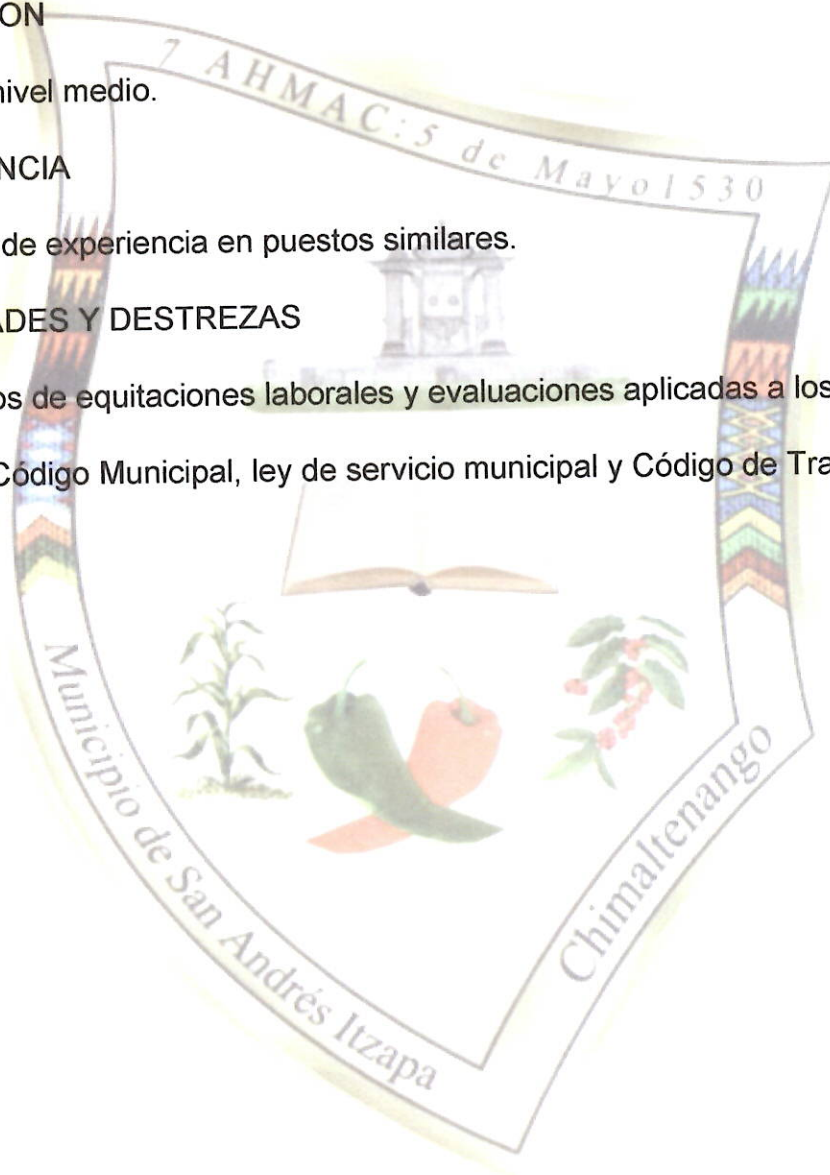 ON
nivel medio.
NCIA
de experiencia en puestos similares.
ADES Y DESTREZAS
os de equitaciones laborales y evaluaciones aplicadas a los
Código Municipal, ley de servicio municipal y Código de Tra
7 AHMAC: 5 de Mayo 1530
Municipio de San Andrés Itzapa
Chimaltenango